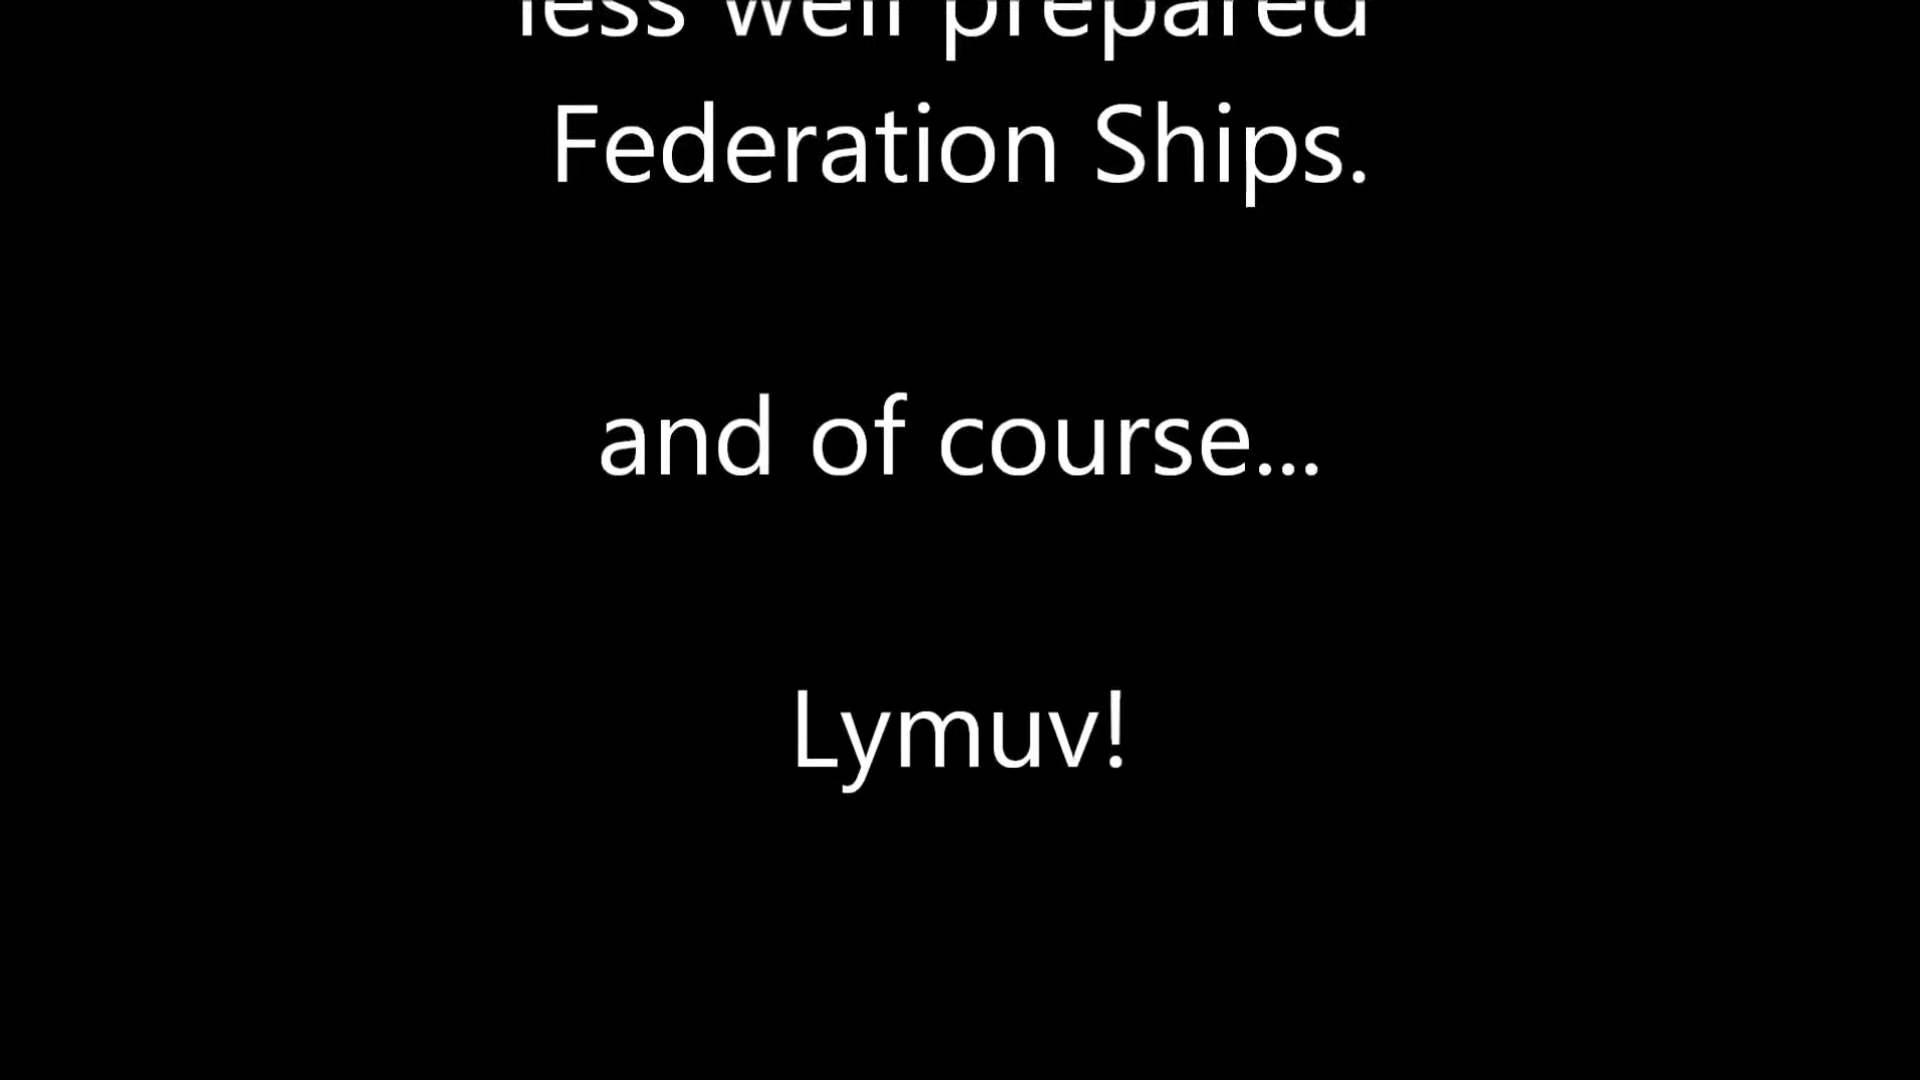 less well prepared
Federation Ships.
and of course...
Lymuv!